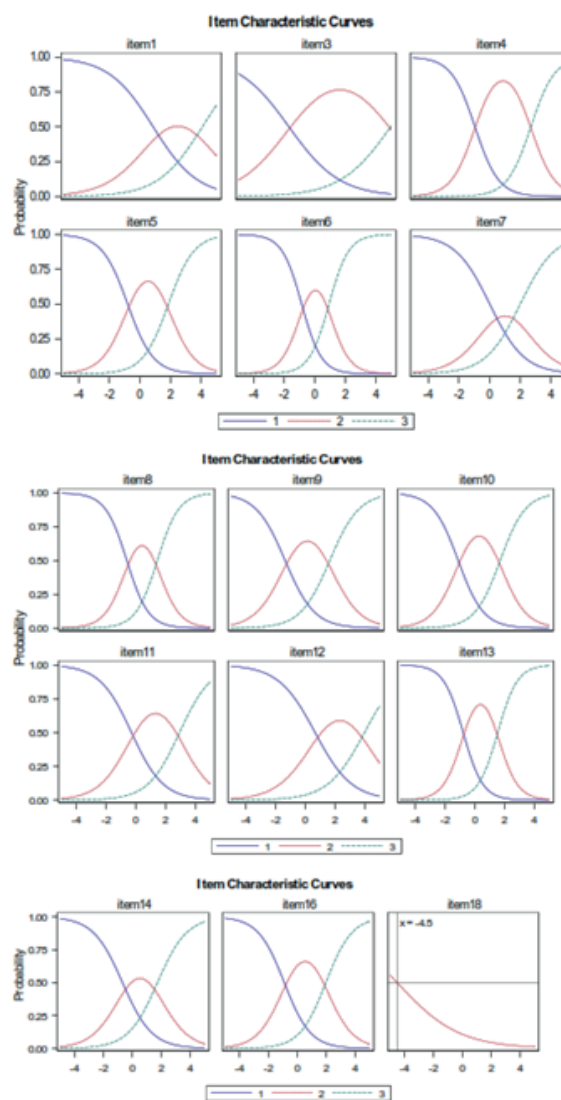 Item Characteristic Curves
item1 item3 item4
1.00
0.75
0.50
0.25
0.00
Probability
item5 item6 item7
1.00
0.75
0.50
0.25
0.00
-4 -2 0 2 4 -4 -2 0 2 4 -4 -2 0 2 4
1 2 3
Item Characteristic Curves
item8 item9 item10
1.00
0.75
0.50
0.25
0.00
Probability
item11 item12 item13
1.00
0.75
0.50
0.25
0.00
-4 -2 0 2 4 -4 -2 0 2 4 -4 -2 0 2 4
1 2 3
Item Characteristic Curves
item14 item16 item18
1.00
0.75
0.50
0.25
0.00
Probability
x = -4.5
-4 -2 0 2 4 -4 -2 0 2 4 -4 -2 0 2 4
1 2 3